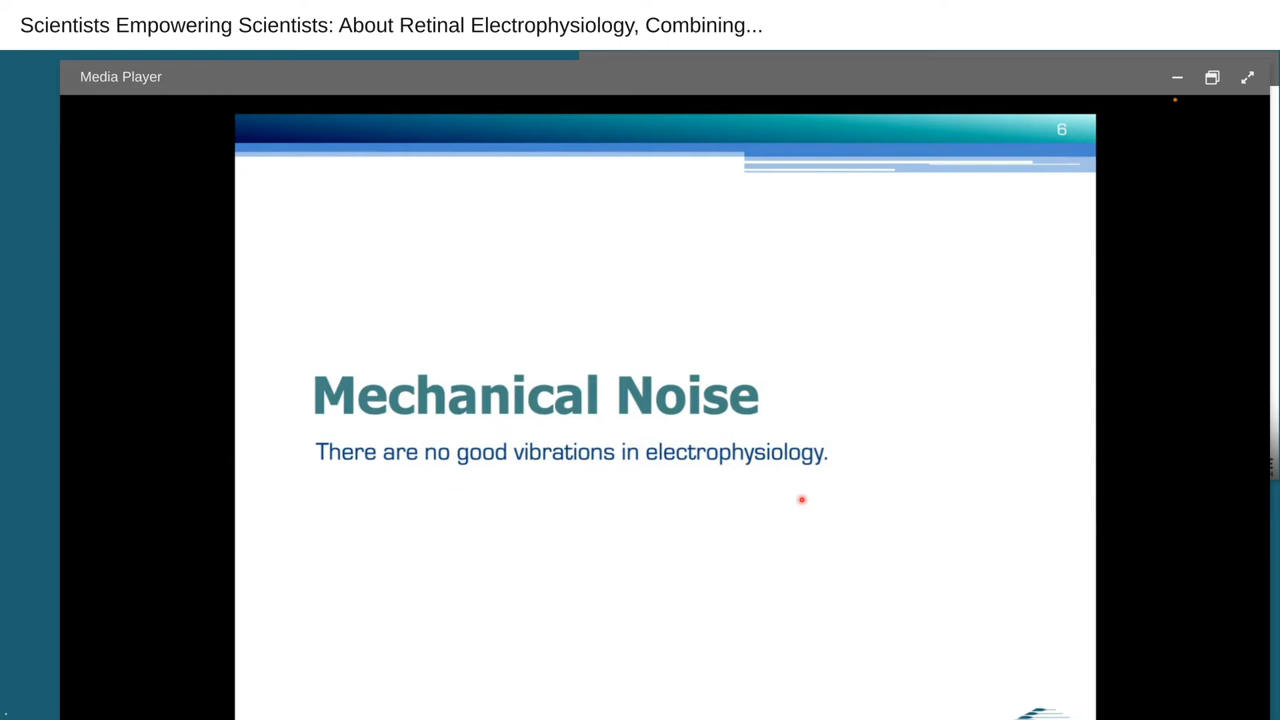 Scientists Empowering Scientists: About Retinal Electrophysiology, Combining...
Media Player
6
Mechanical Noise
There are no good vibrations in electrophysiology.